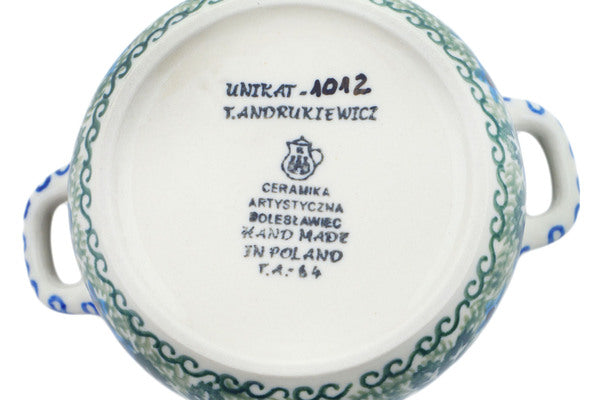 UNIKAT-1012
T.ANDRUKIEWICZ
CERAMIKA
ARTYSTYCZNA
BOLESŁAWIEC
HAND MADE
IN POLAND
T.A.-64